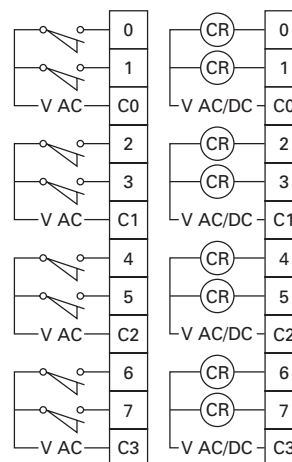 0 CR 0
1 CR 1
V AC C0 V AC/DC C0
2 CR 2
3 CR 3
V AC C1 V AC/DC C1
4 CR 4
5 CR 5
V AC C2 V AC/DC C2
6 CR 6
7 CR 7
V AC C3 V AC/DC C3